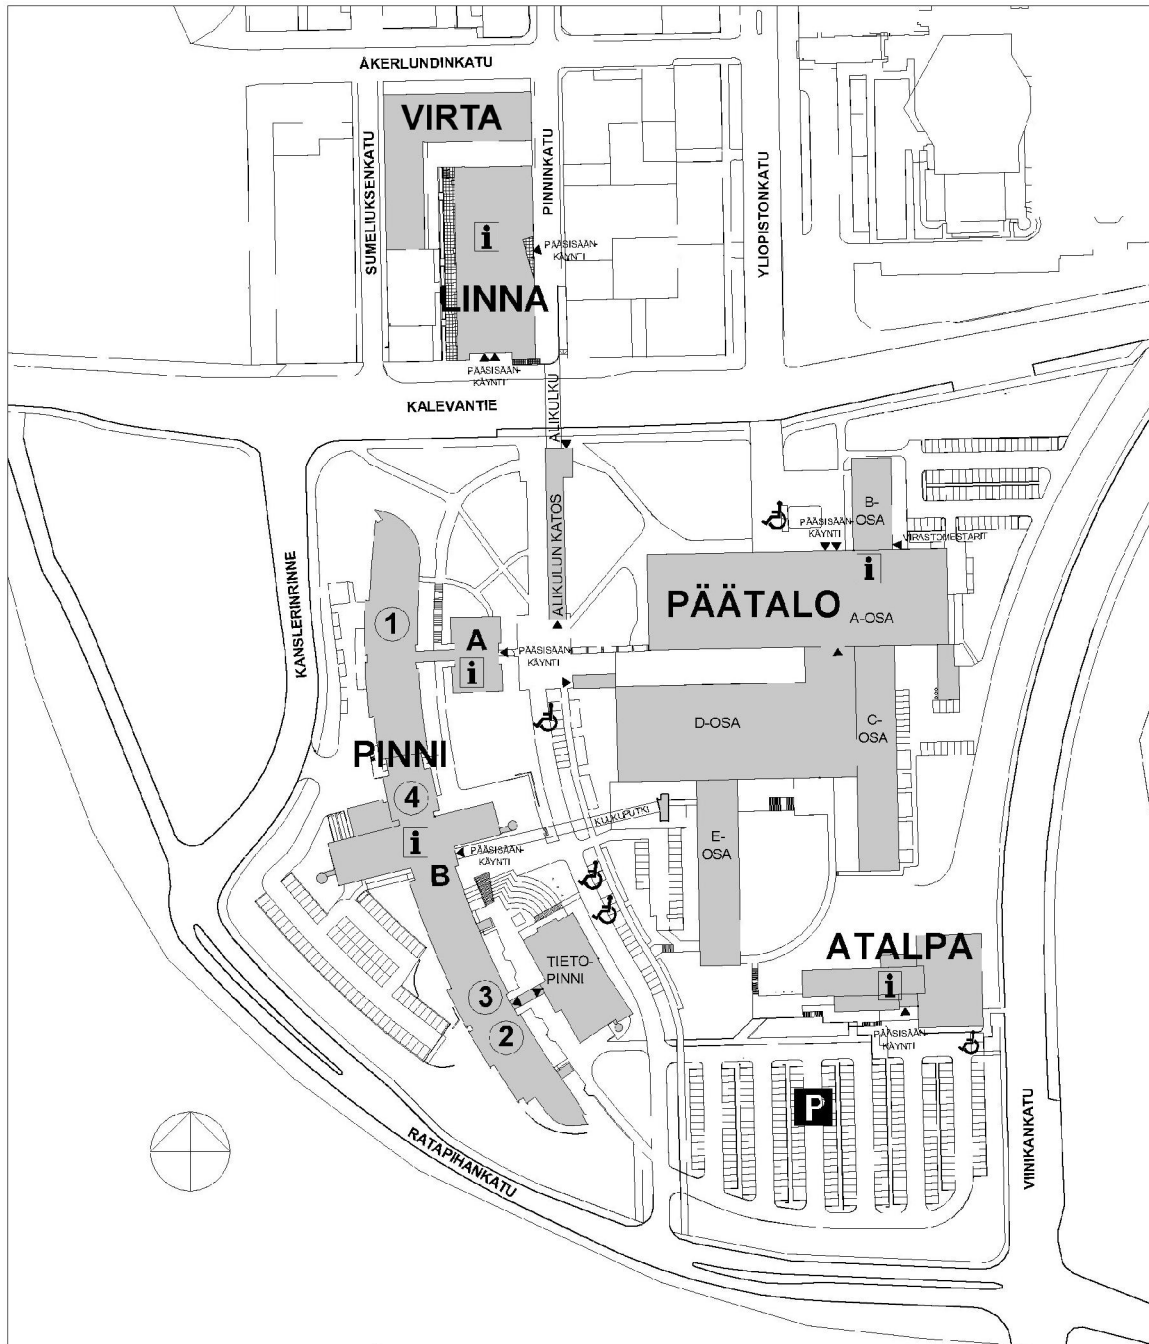 ÅKERLUNDINKATU
VIRTA
SUMELIUKSENKATU
PINNINKATU
YLIOPISTONKATU
i
PÄÄSISÄÄN-
KÄYNTI
LINNA
PÄÄSISÄÄN-
KÄYNTI
KALEVANTIE
ALIKULKU
ALIKULUN KATOS
B-
OSA
PÄÄSISÄÄN-
KÄYNTI
VIRASTOMESTARIT
i
PÄÄTALO
A-OSA
KANSLERINRINNE
1
A
i
PÄÄSISÄÄN-
KÄYNTI
D-OSA
C-
OSA
PINNI
4
i
B
PÄÄSISÄÄN-
KÄYNTI
KULKUPUTKI
E-
OSA
TIETO-
PINNI
3
2
ATALPA
i
PÄÄSISÄÄN-
KÄYNTI
P
RATAPIHANKATU
VIINIKANKATU